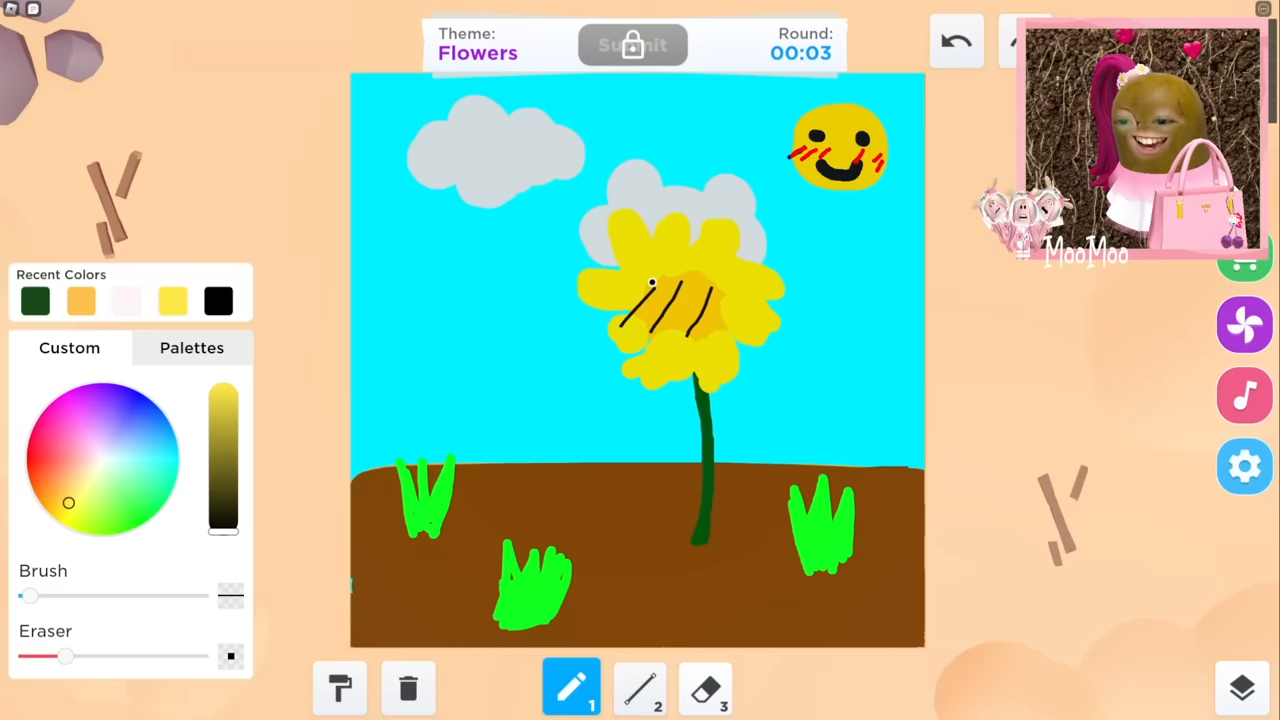 Theme:
Flowers
Submit
Round:
00:03
MooMoo
Recent Colors
Custom
Palettes
Brush
Eraser
1
2
3